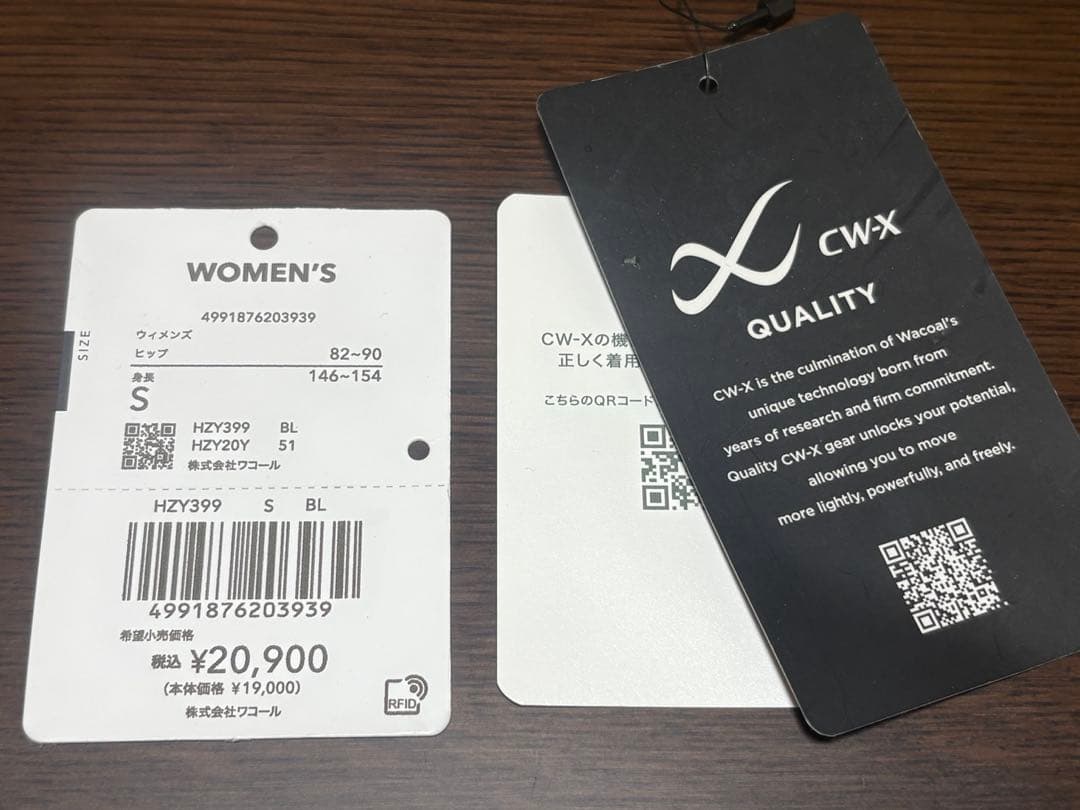 WOMEN'S
4991876203939
SIZE
ウィメンズ
ヒップ 82~90
身長 146~154
S
HZY399 BL
HZY20Y 51
株式会社ワコール
HZY399 S BL
4991876203939
希望小売価格
税込 ¥20,900
(本体価格 ¥19,000)
株式会社ワコール
RFID
CW-Xの機
正しく着用
こちらのQRコード
CW-X
QUALITY
CW-X is the culmination of Wacoal's
unique technology born from
years of research and firm commitment.
Quality CW-X gear unlocks your potential,
allowing you to move
more lightly, powerfully, and freely.